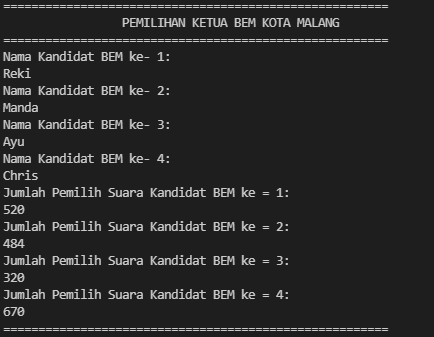 =======================================================
PEMILIHAN KETUA BEM KOTA MALANG
=======================================================
Nama Kandidat BEM ke- 1:
Reki
Nama Kandidat BEM ke- 2:
Manda
Nama Kandidat BEM ke- 3:
Ayu
Nama Kandidat BEM ke- 4:
Chris
Jumlah Pemilih Suara Kandidat BEM ke = 1:
520
Jumlah Pemilih Suara Kandidat BEM ke = 2:
484
Jumlah Pemilih Suara Kandidat BEM ke = 3:
320
Jumlah Pemilih Suara Kandidat BEM ke = 4:
670
=======================================================